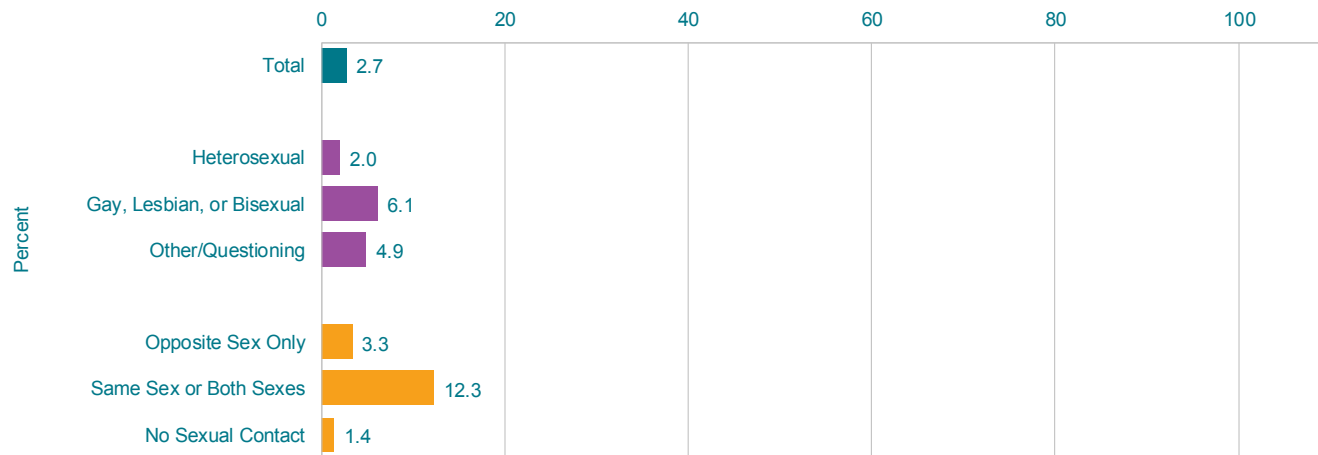 0 20 40 60 80 100
Total 2.7
Heterosexual 2.0
Gay, Lesbian, or Bisexual 6.1
Other/Questioning 4.9
Opposite Sex Only 3.3
Same Sex or Both Sexes 12.3
No Sexual Contact 1.4
Percent